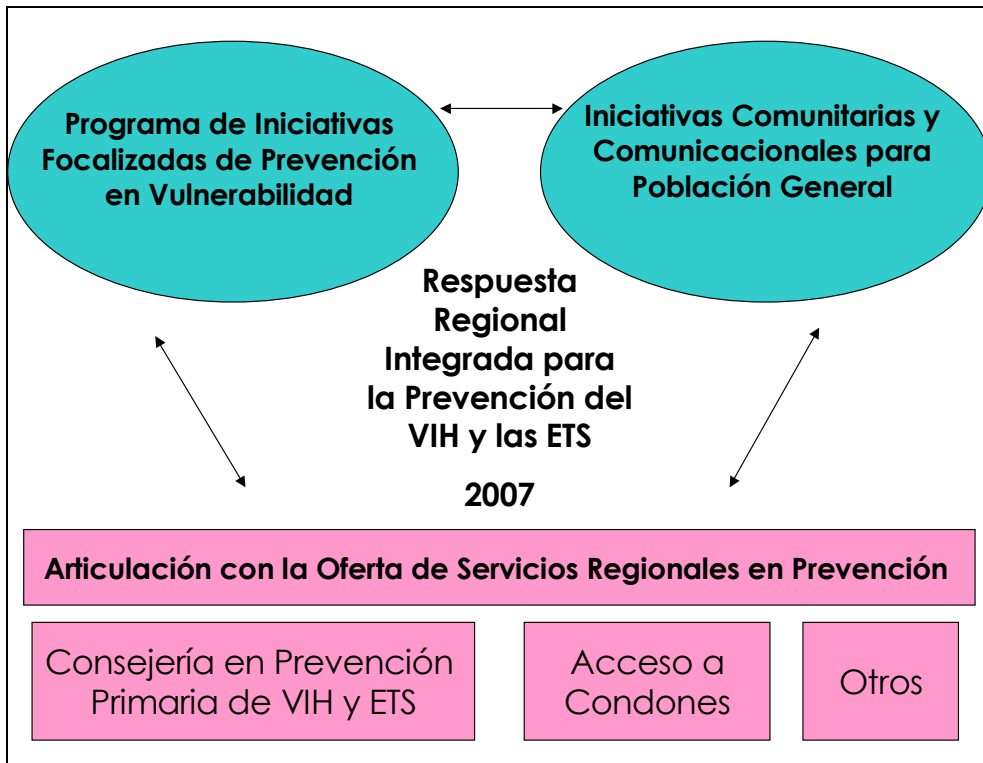 Programa de Iniciativas
Focalizadas de Prevención
en Vulnerabilidad
Iniciativas Comunitarias y
Comunicacionales para
Población General
Respuesta
Regional
Integrada para
la Prevención del
VIH y las ETS
2007
Articulación con la Oferta de Servicios Regionales en Prevención
Consejería en Prevención
Primaria de VIH y ETS
Acceso a
Condones
Otros